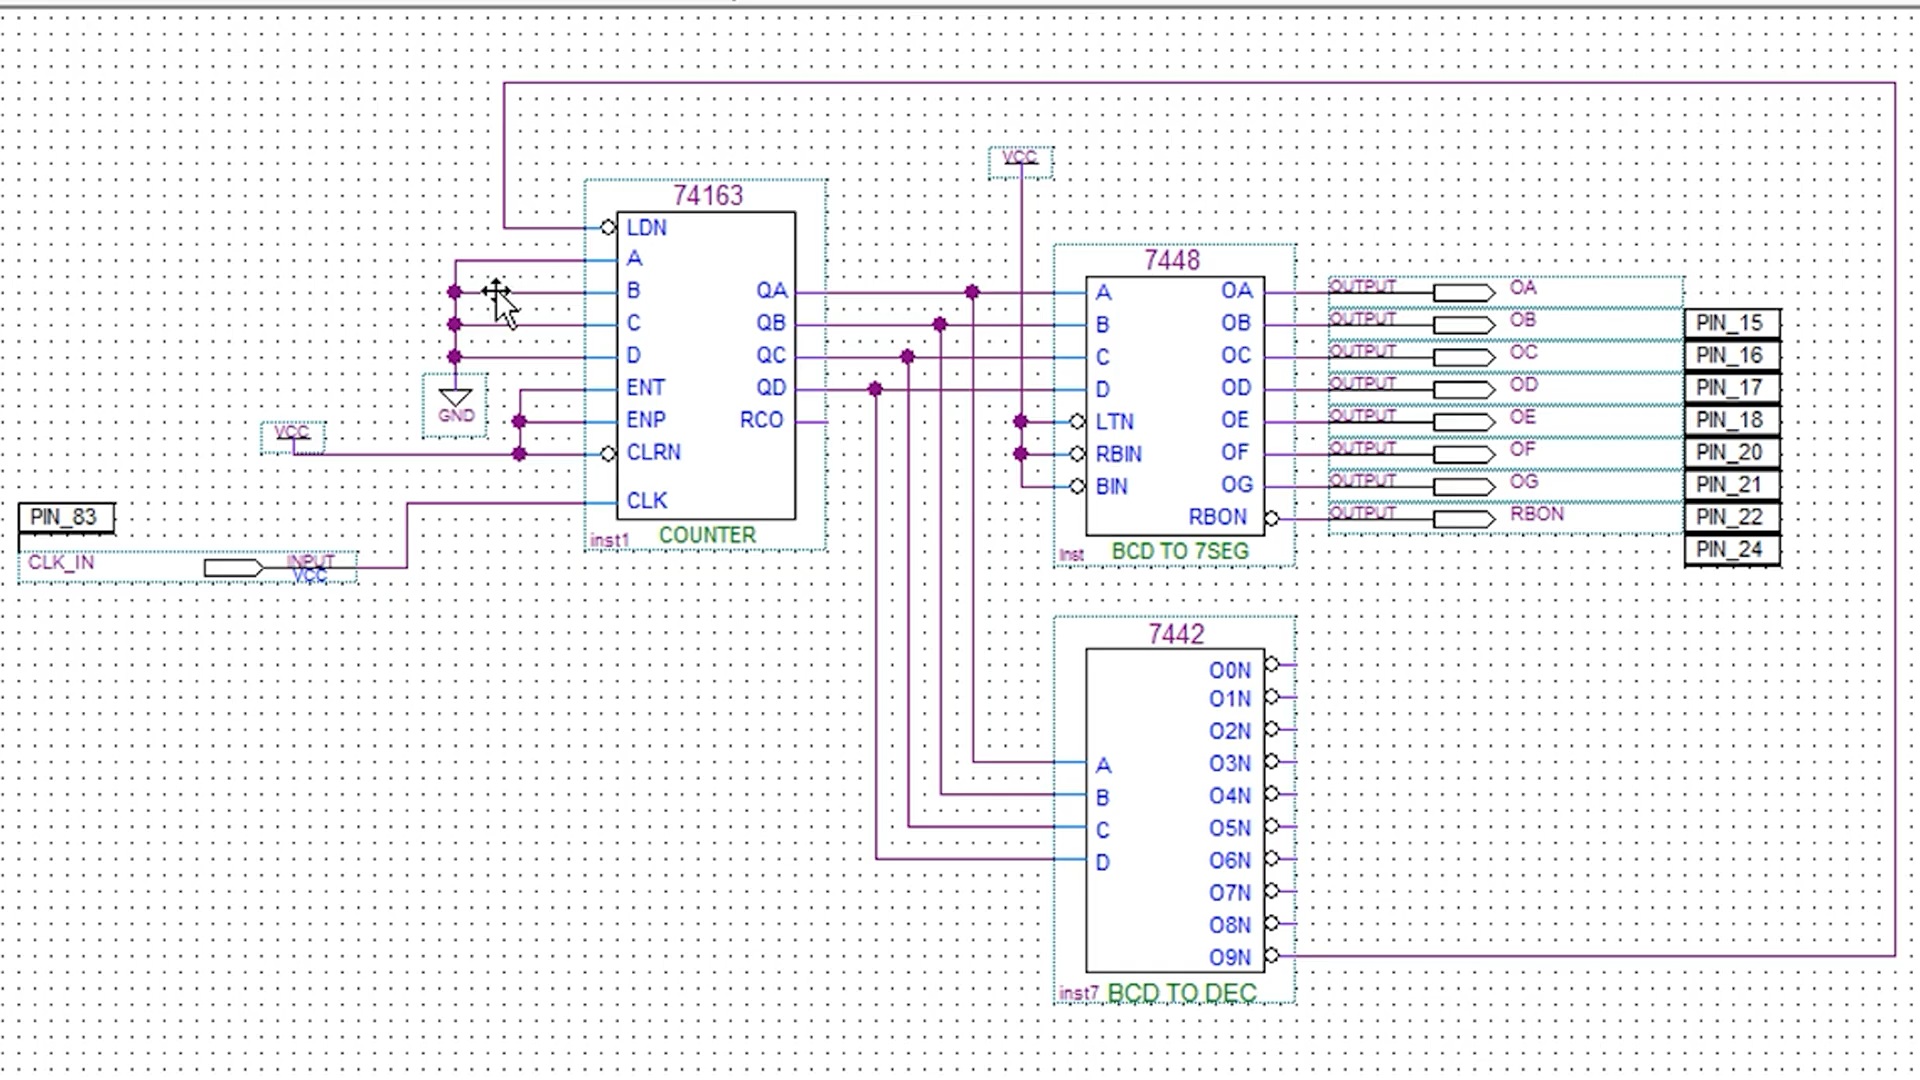 VCC
74163
LDN
A
B
C
D
ENT
ENP
CLRN
CLK
QA
QB
QC
QD
RCO
inst1
COUNTER
GND
VCC
PIN_83
CLK_IN
INPUT
VCC
7448
A
B
C
D
LTN
RBIN
BIN
OA
OB
OC
OD
OE
OF
OG
RBON
inst
BCD TO 7SEG
OUTPUT OA
OUTPUT OB
OUTPUT OC
OUTPUT OD
OUTPUT OE
OUTPUT OF
OUTPUT OG
OUTPUT RBON
PIN_15
PIN_16
PIN_17
PIN_18
PIN_20
PIN_21
PIN_22
PIN_24
7442
A
B
C
D
O0N
O1N
O2N
O3N
O4N
O5N
O6N
O7N
O8N
O9N
inst7
BCD TO DEC